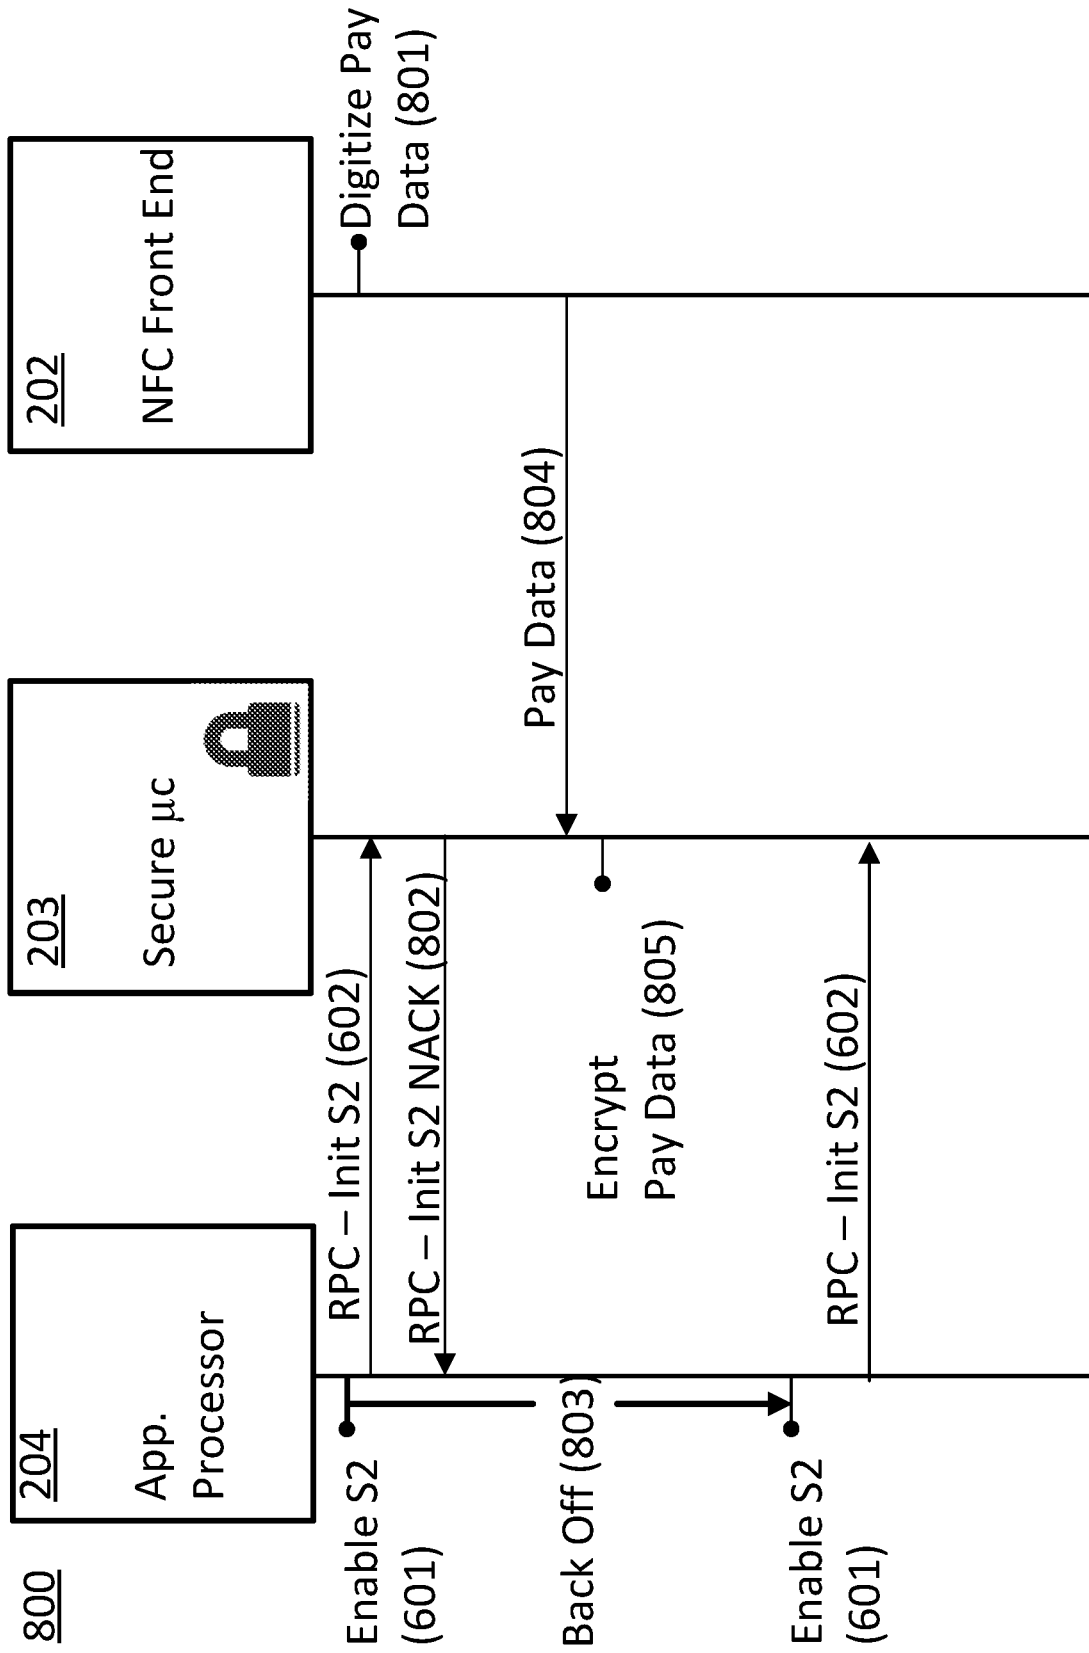 800
204
App.
Processor
203
Secure μc
202
NFC Front End
Enable S2
(601)
RPC – Init S2 (602)
Digitize Pay
Data (801)
RPC – Init S2 NACK (802)
Back Off (803)
Pay Data (804)
Encrypt
Pay Data (805)
Enable S2
(601)
RPC – Init S2 (602)